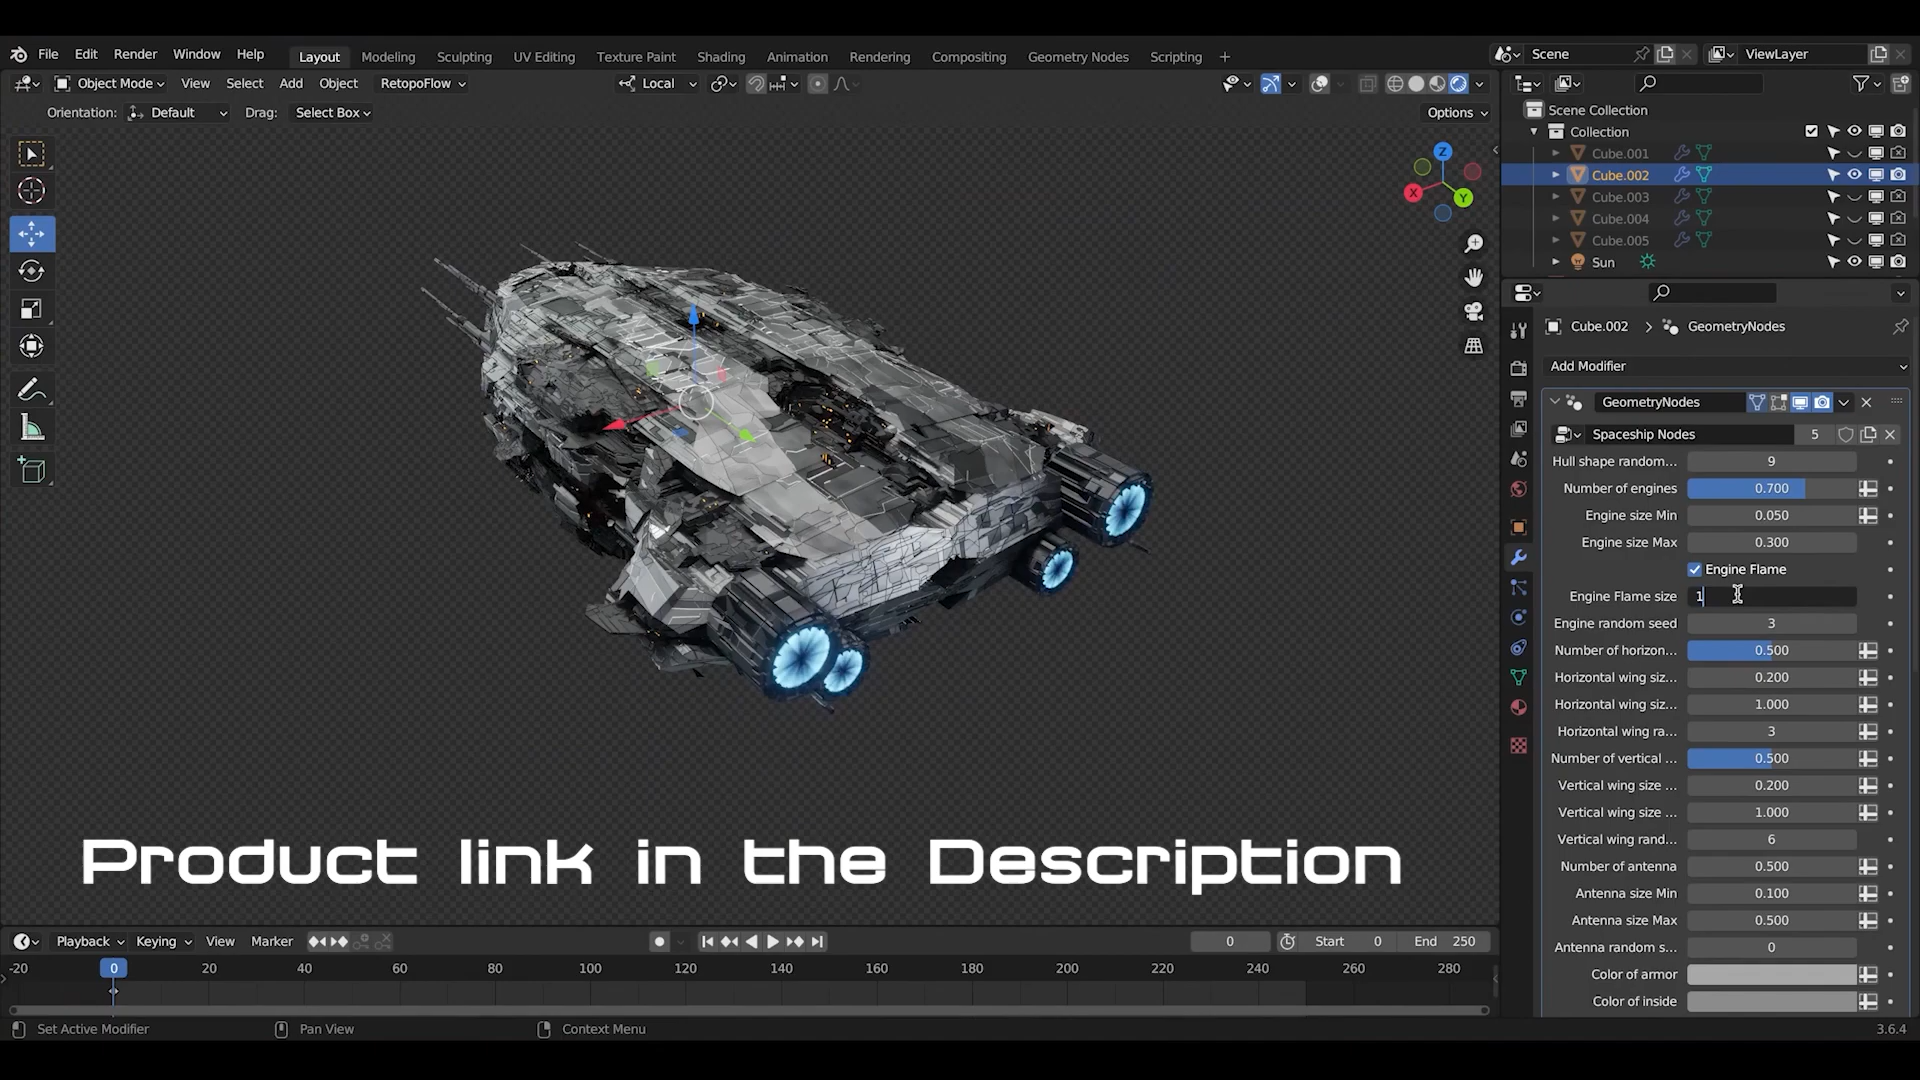 File Edit Render Window Help Layout Modeling Sculpting UV Editing Texture Paint Shading Animation Rendering Compositing Geometry Nodes Scripting + Scene ViewLayer
Object Mode View Select Add Object RetopoFlow Local
Orientation: Default Drag: Select Box Options
Z
X
Y
Scene Collection
Collection
Cube.001
Cube.002
Cube.003
Cube.004
Cube.005
Sun
Cube.002 > GeometryNodes
Add Modifier
GeometryNodes
Spaceship Nodes 5
Hull shape random... 9
Number of engines 0.700
Engine size Min 0.050
Engine size Max 0.300
Engine Flame
Engine Flame size 1
Engine random seed 3
Number of horizon... 0.500
Horizontal wing siz... 0.200
Horizontal wing siz... 1.000
Horizontal wing ra... 3
Number of vertical ... 0.500
Vertical wing size ... 0.200
Vertical wing size ... 1.000
Vertical wing rand... 6
Number of antenna 0.500
Antenna size Min 0.100
Antenna size Max 0.500
Antenna random s... 0
Color of armor
Color of inside
Product link in the Description
Playback Keying View Marker 0 Start 0 End 250
-20 0 20 40 60 80 100 120 140 160 180 200 220 240 260 280
Set Active Modifier Pan View Context Menu 3.6.4